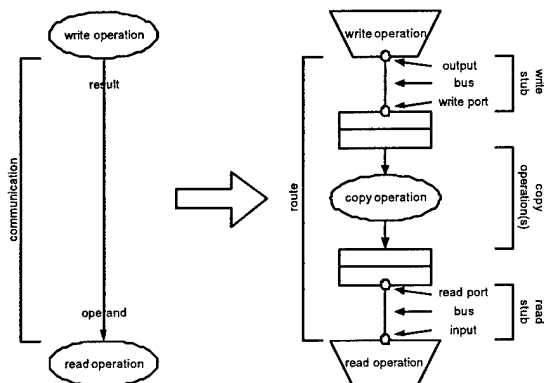 write operation
result
communication
operand
read operation
write operation
output
bus
write port
write
stub
route
copy operation
copy
operation(s)
read port
bus
input
read
stub
read operation